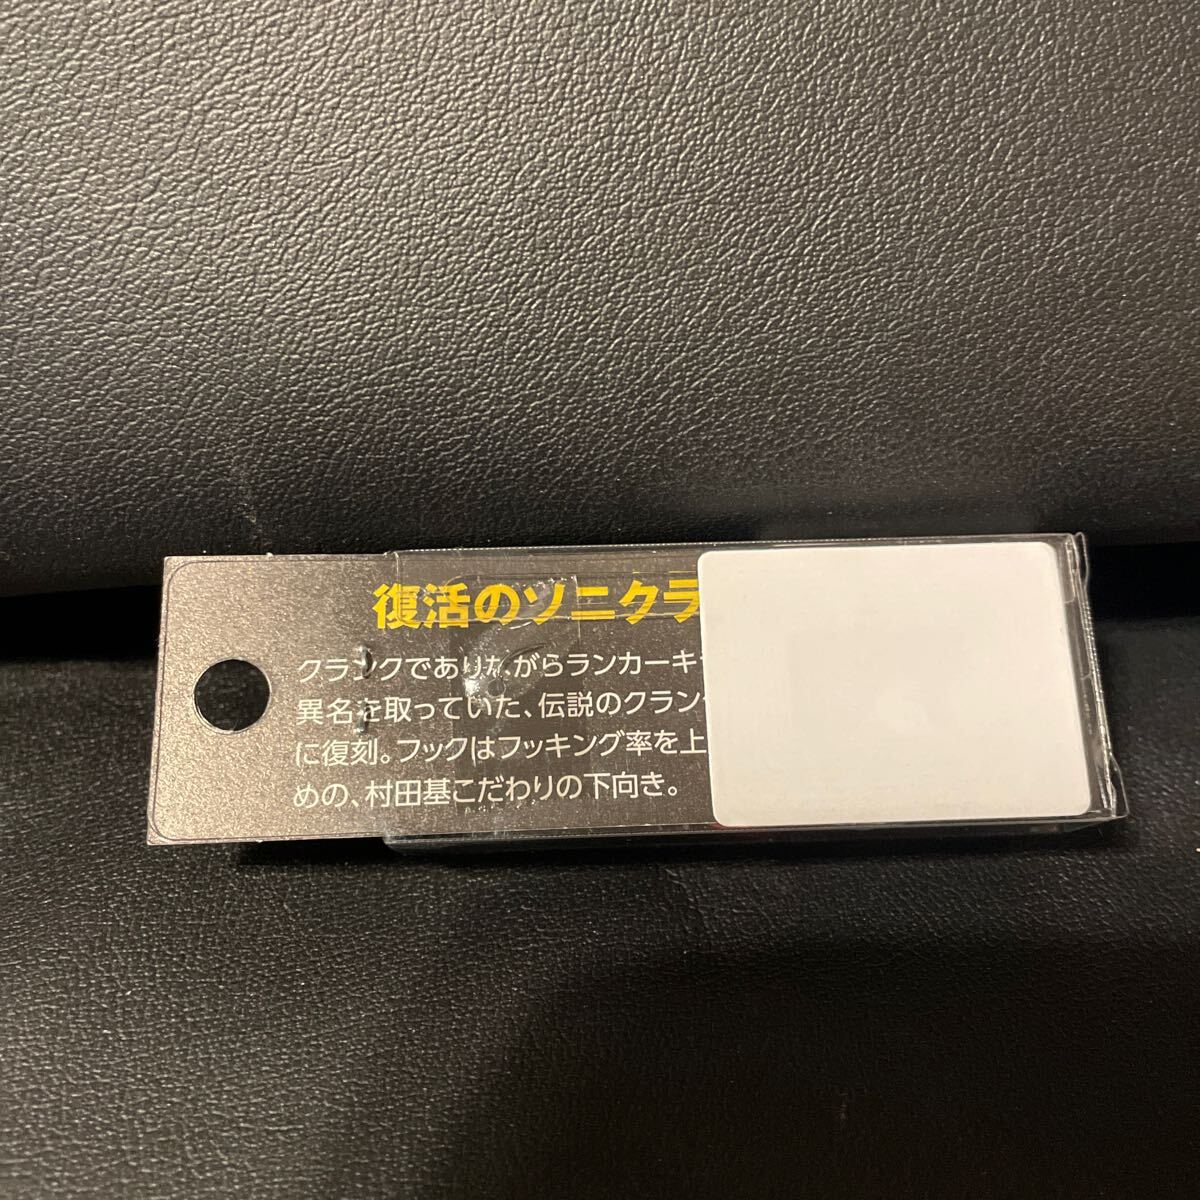 復活のソニクラ
クランクでありながらランカーキ
異名を取っていた、伝説のクラン
に復刻。フックはフッキング率を上
めの、村田基こだわりの下向き。